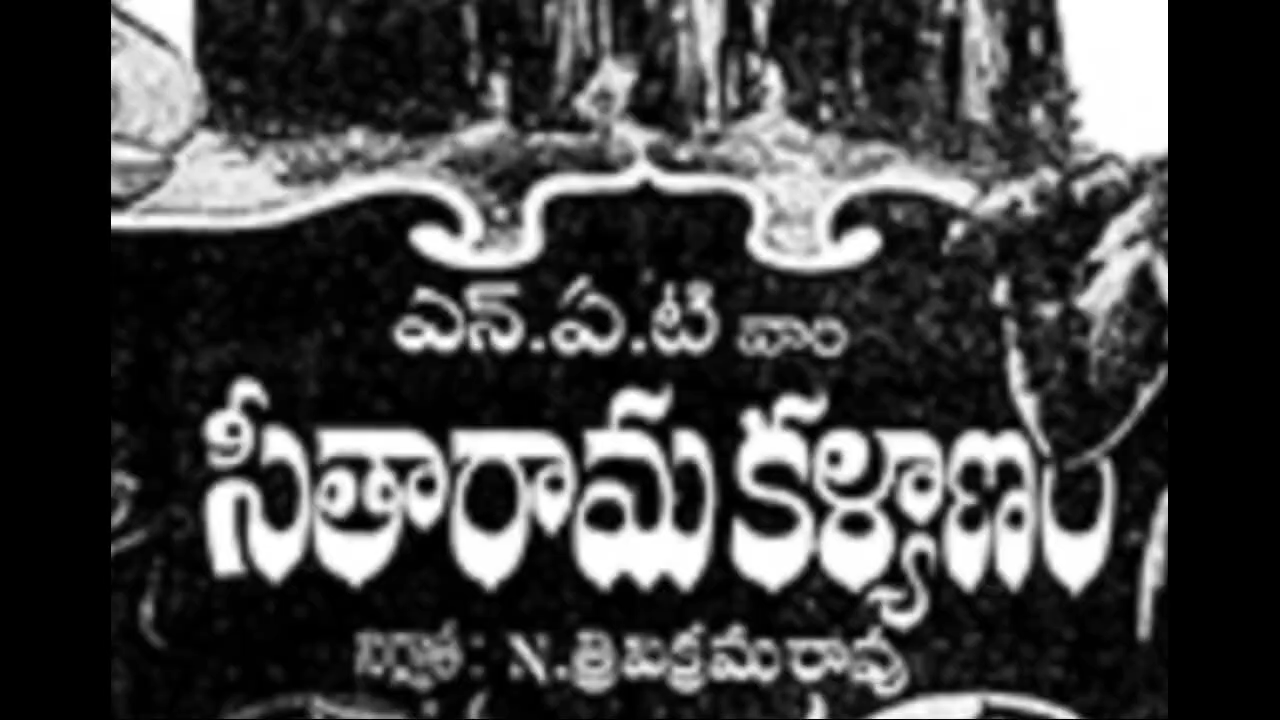 ఎన్.ఏ.టి వారి
సీతారామ కళ్యాణం
నిర్మాత: N.త్రివిక్రమరావు